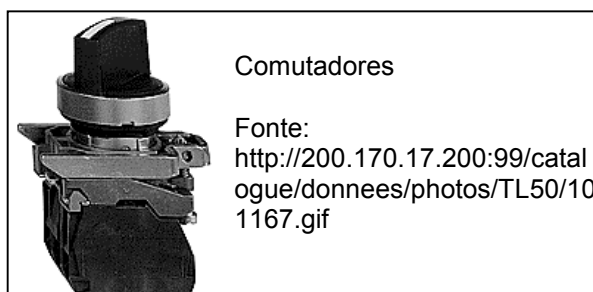 Comutadores
Fonte:
http://200.170.17.200:99/catal
ogue/donnees/photos/TL50/10
1167.gif